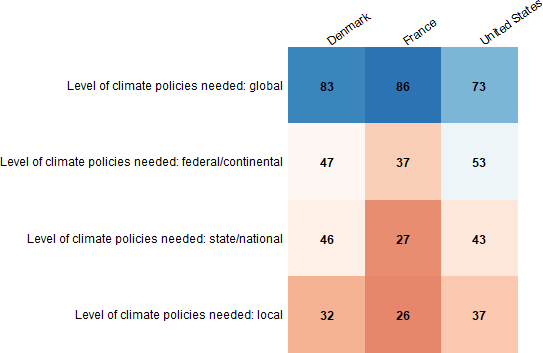 Denmark France United States
Level of climate policies needed: global 83 86 73
Level of climate policies needed: federal/continental 47 37 53
Level of climate policies needed: state/national 46 27 43
Level of climate policies needed: local 32 26 37